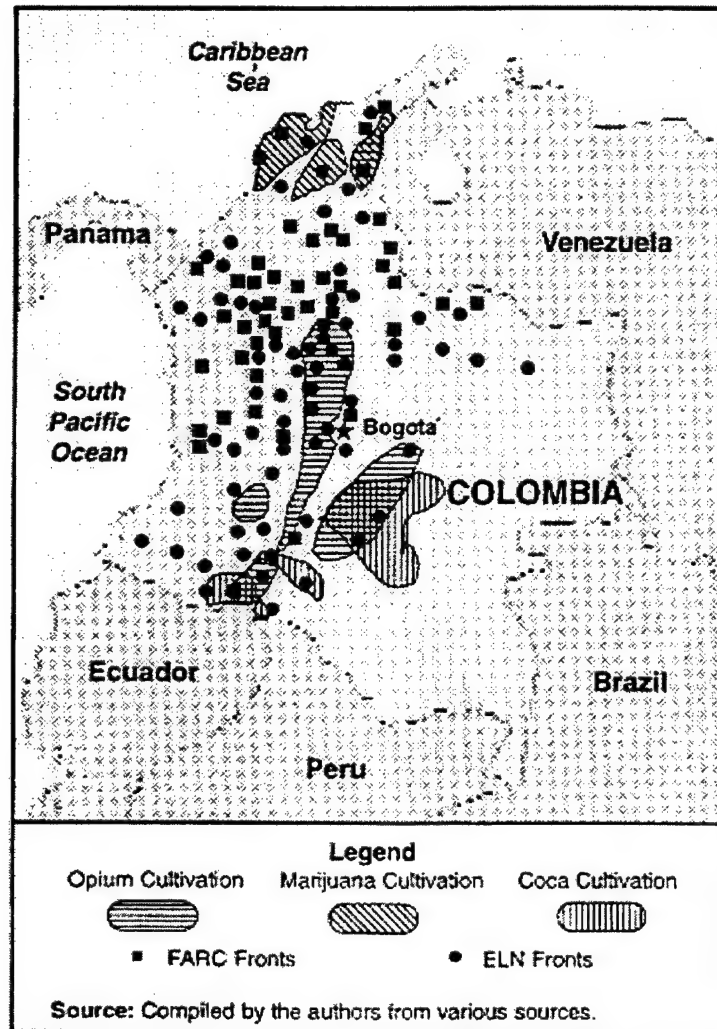 Caribbean
Sea
Panama
Venezuela
South
Pacific
Ocean
Bogota
COLOMBIA
Ecuador
Brazil
Peru
Legend
Opium Cultivation Marijuana Cultivation Coca Cultivation
FARC Fronts ELN Fronts
Source: Compiled by the authors from various sources.